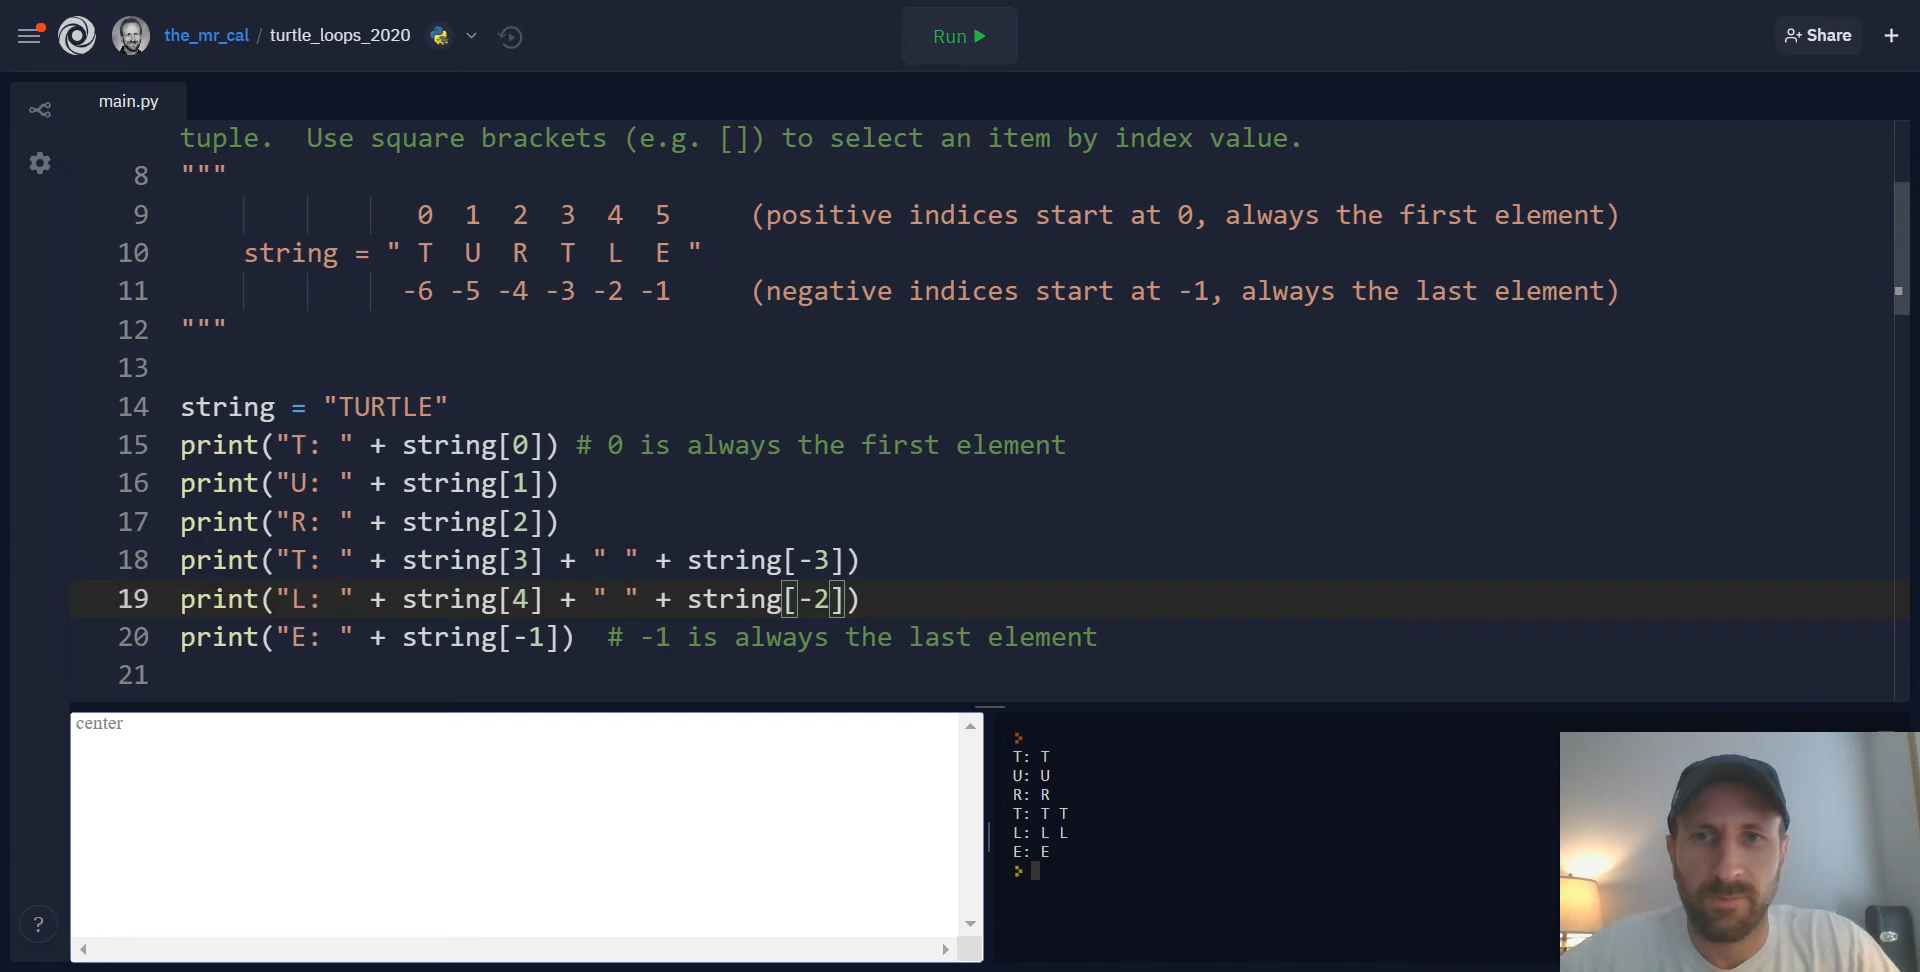 the_mr_cal / turtle_loops_2020
Run
Share
main.py
tuple.  Use square brackets (e.g. []) to select an item by index value.
8 """
9 0 1 2 3 4 5 (positive indices start at 0, always the first element)
10 string = " T U R T L E "
11 -6 -5 -4 -3 -2 -1 (negative indices start at -1, always the last element)
12 """
13
14 string = "TURTLE"
15 print("T: " + string[0]) # 0 is always the first element
16 print("U: " + string[1])
17 print("R: " + string[2])
18 print("T: " + string[3] + " " + string[-3])
19 print("L: " + string[4] + " " + string[-2])
20 print("E: " + string[-1])  # -1 is always the last element
21
center
T: T
U: U
R: R
T: T T
L: L L
E: E
?